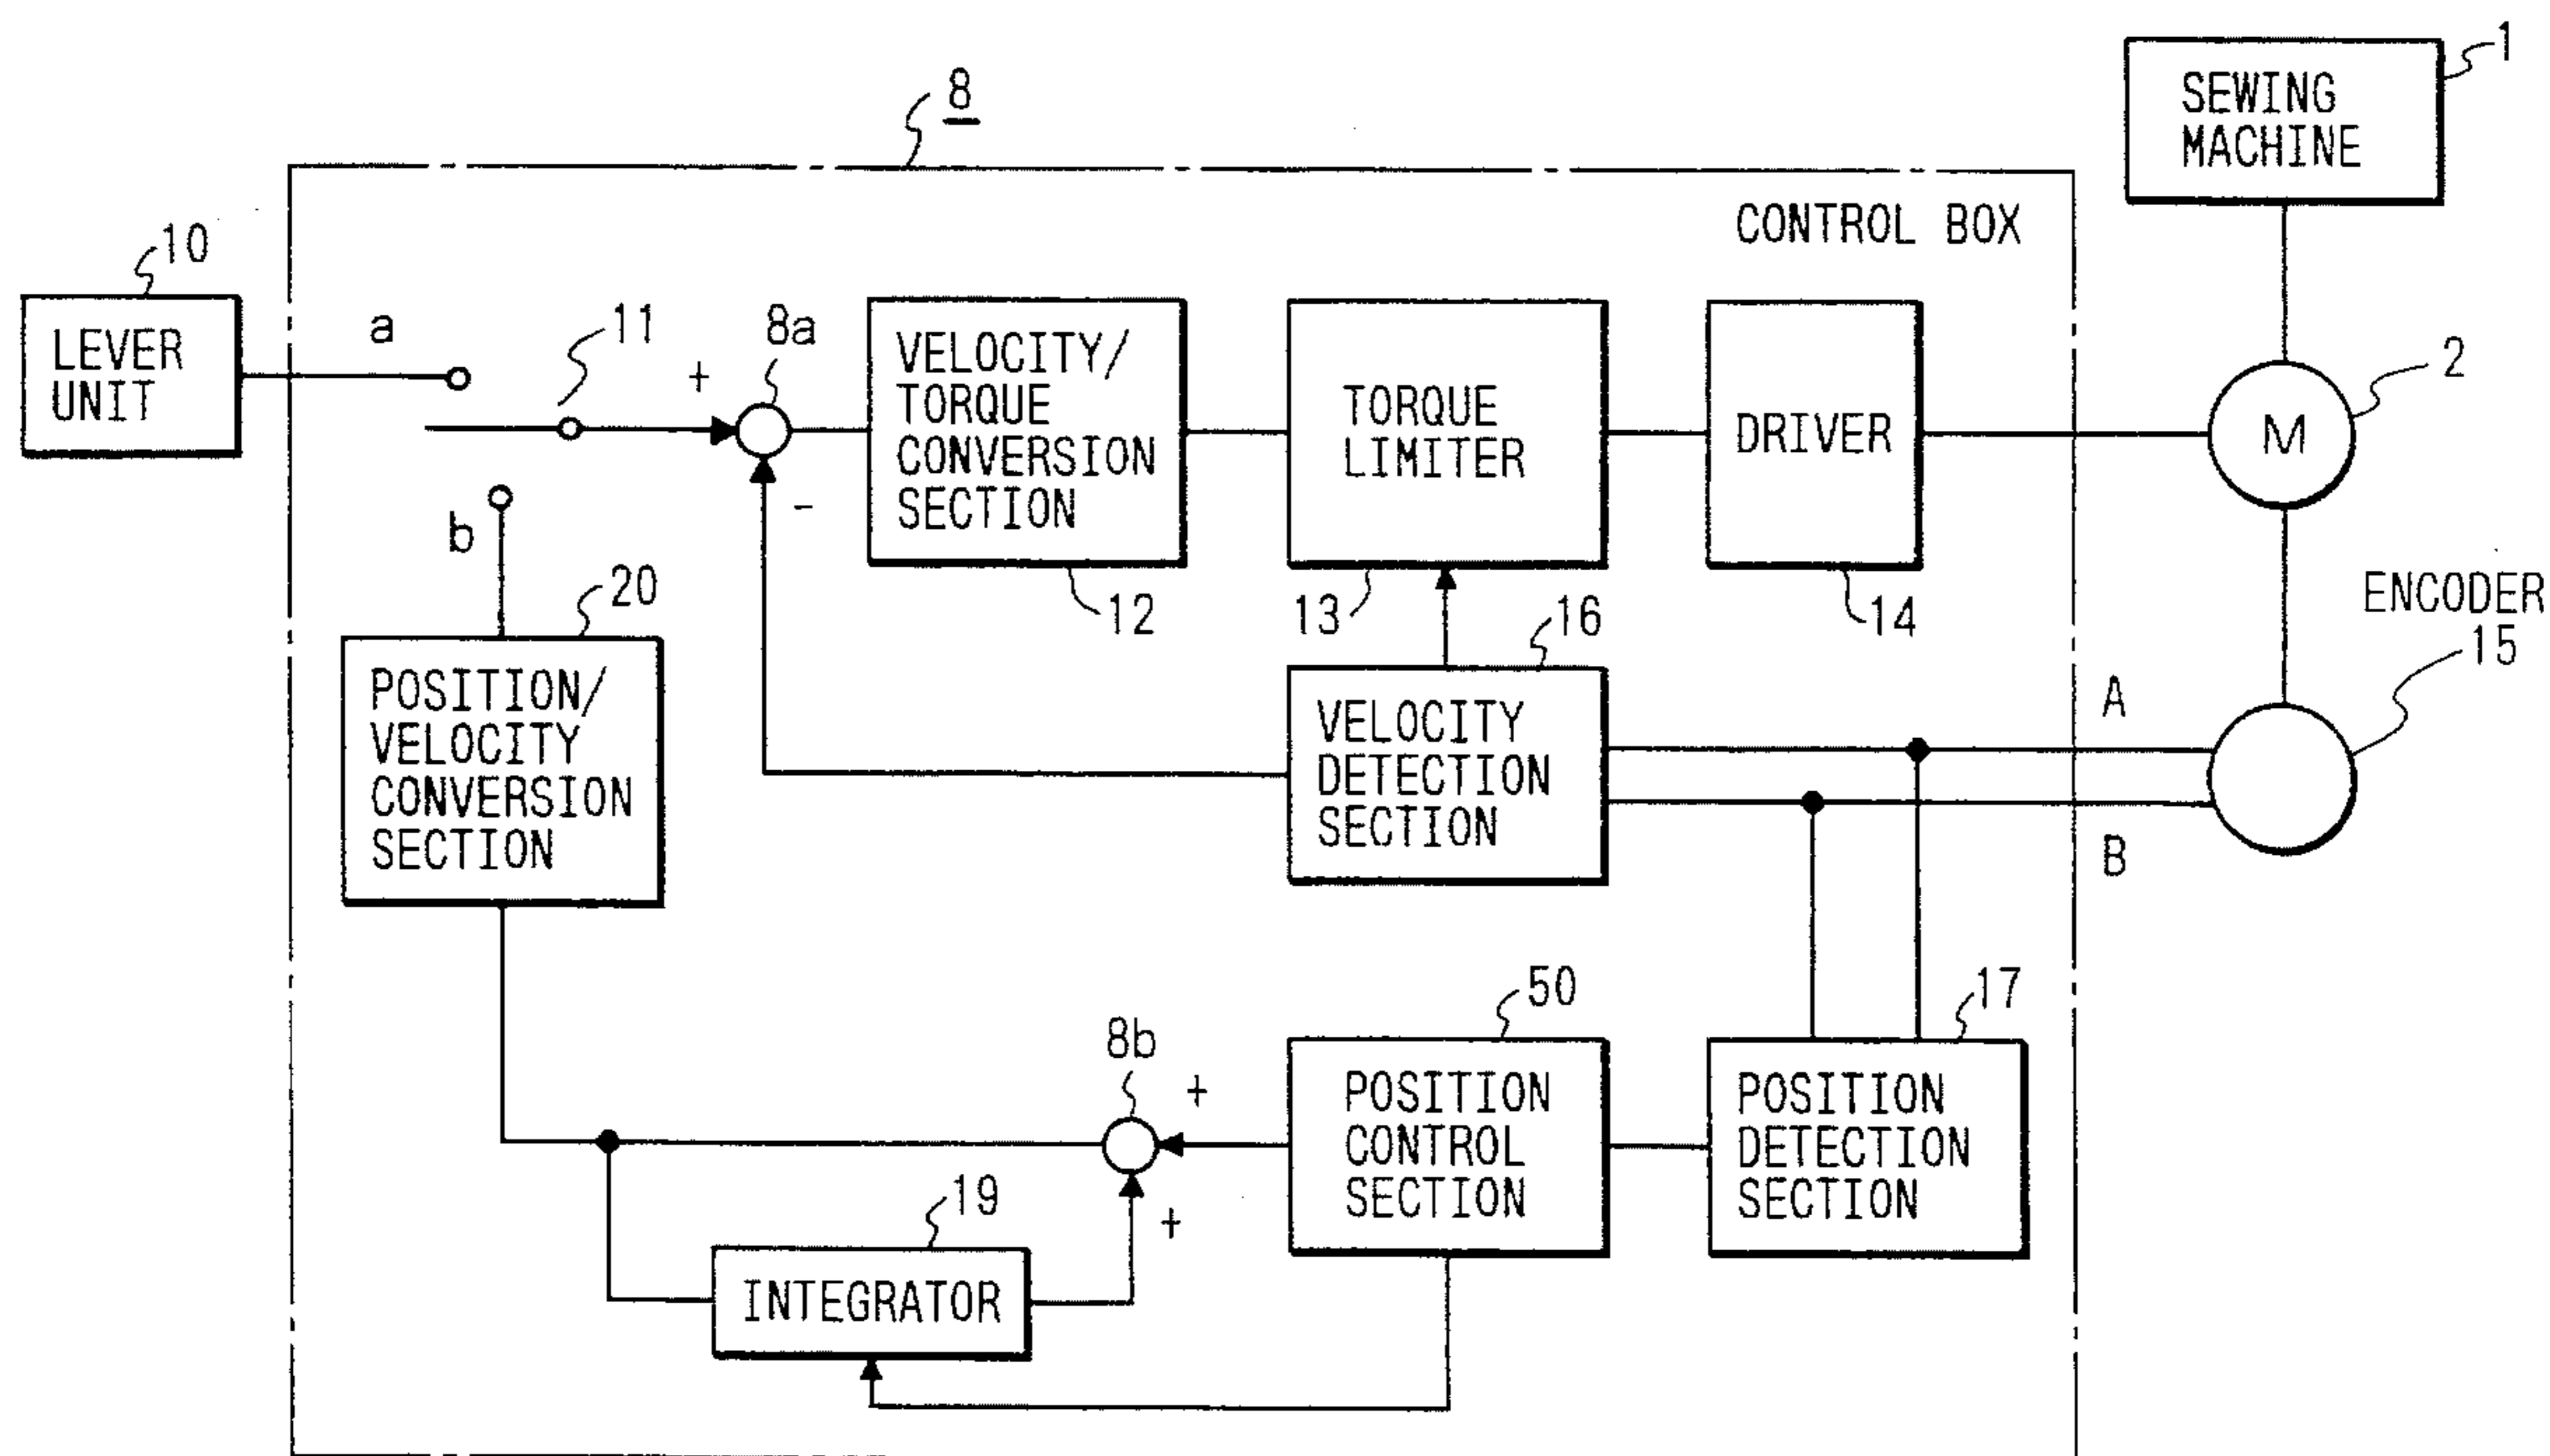 8
1
SEWING
MACHINE
CONTROL BOX
10
LEVER
UNIT
a
11
+
8a
-
b
VELOCITY/
TORQUE
CONVERSION
SECTION
12
TORQUE
LIMITER
13
DRIVER
14
2
M
ENCODER
15
16
VELOCITY
DETECTION
SECTION
A
B
20
POSITION/
VELOCITY
CONVERSION
SECTION
8b
+
+
50
POSITION
CONTROL
SECTION
17
POSITION
DETECTION
SECTION
19
INTEGRATOR